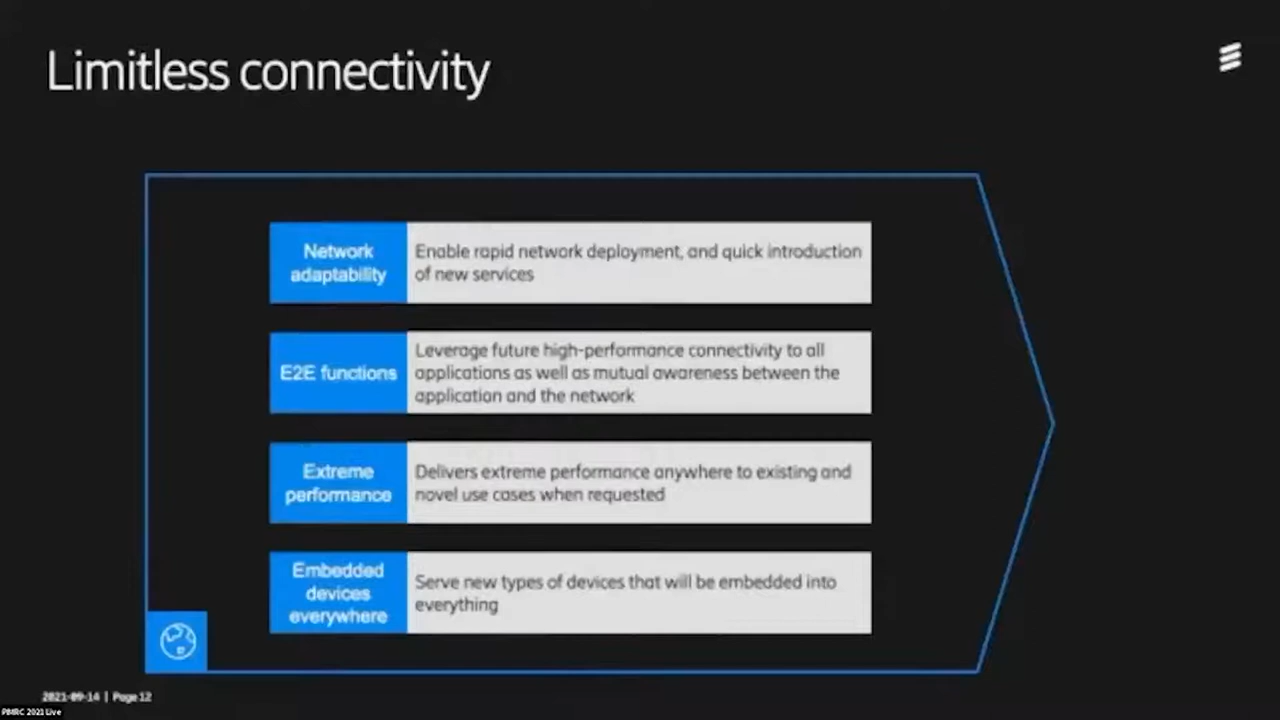 Limitless connectivity
Network
adaptability
Enable rapid network deployment, and quick introduction
of new services
E2E functions
Leverage future high-performance connectivity to all
applications as well as mutual awareness between the
application and the network
Extreme
performance
Delivers extreme performance anywhere to existing and
novel use cases when requested
Embedded
devices
everywhere
Serve new types of devices that will be embedded into
everything
2021-09-14 | Page 12
PIMRC 2021 Live